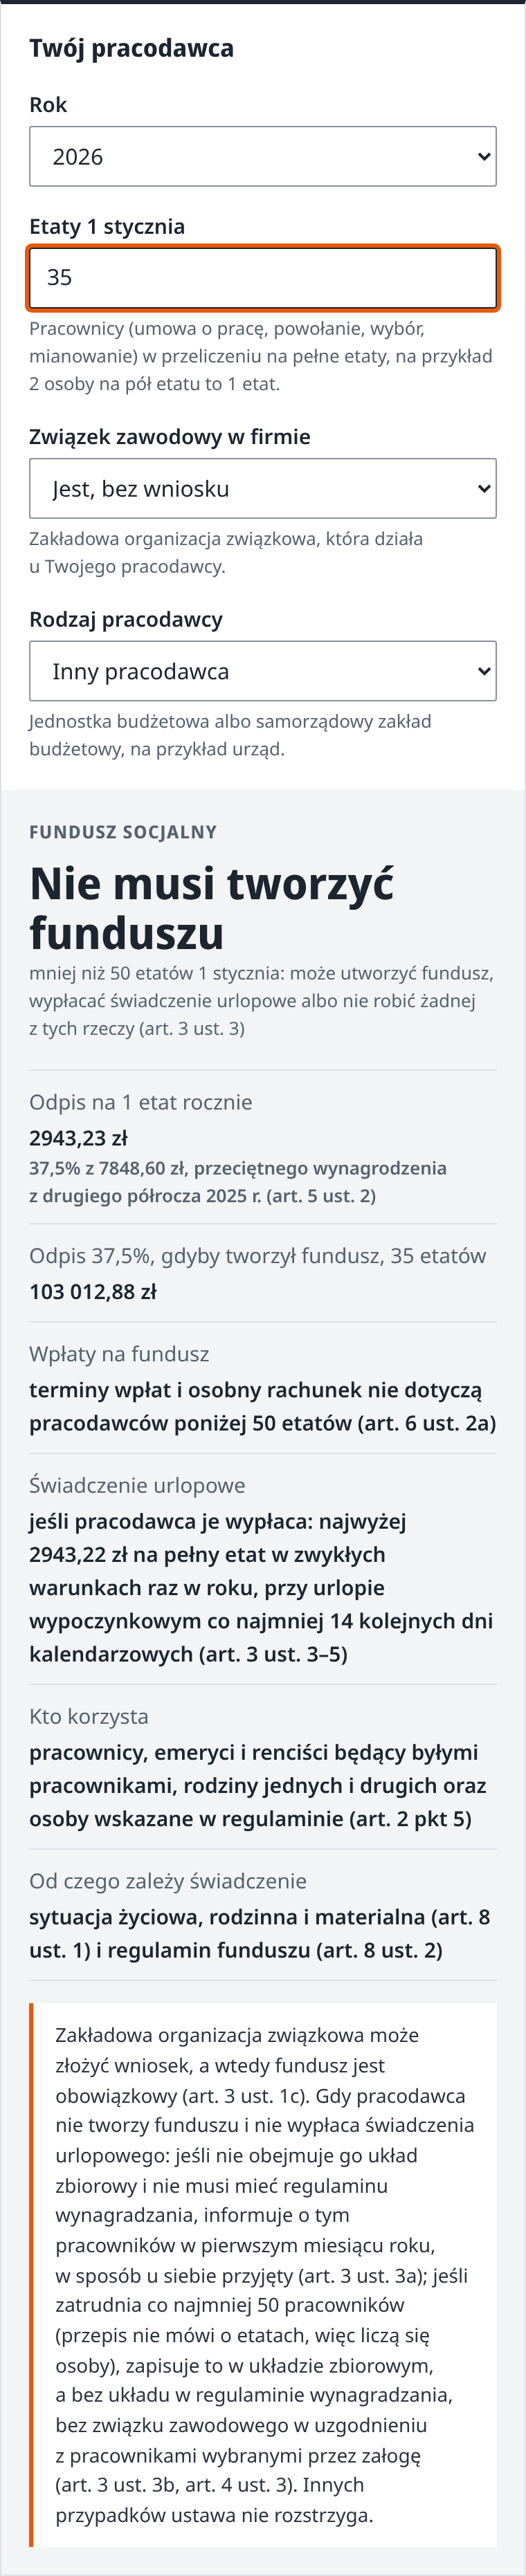 Twój pracodawca
Rok
2026
Etaty 1 stycznia
35
Pracownicy (umowa o pracę, powołanie, wybór,
mianowanie) w przeliczeniu na pełne etaty, na przykład
2 osoby na pół etatu to 1 etat.
Związek zawodowy w firmie
Jest, bez wniosku
Zakładowa organizacja związkowa, która działa
u Twojego pracodawcy.
Rodzaj pracodawcy
Inny pracodawca
Jednostka budżetowa albo samorządowy zakład
budżetowy, na przykład urząd.
FUNDUSZ SOCJALNY
Nie musi tworzyć
funduszu
mniej niż 50 etatów 1 stycznia: może utworzyć fundusz,
wypłacać świadczenie urlopowe albo nie robić żadnej
z tych rzeczy (art. 3 ust. 3)
Odpis na 1 etat rocznie
2943,23 zł
37,5% z 7848,60 zł, przeciętnego wynagrodzenia
z drugiego półrocza 2025 r. (art. 5 ust. 2)
Odpis 37,5%, gdyby tworzył fundusz, 35 etatów
103 012,88 zł
Wpłaty na fundusz
terminy wpłat i osobny rachunek nie dotyczą
pracodawców poniżej 50 etatów (art. 6 ust. 2a)
Świadczenie urlopowe
jeśli pracodawca je wypłaca: najwyżej
2943,22 zł na pełny etat w zwykłych
warunkach raz w roku, przy urlopie
wypoczynkowym co najmniej 14 kolejnych dni
kalendarzowych (art. 3 ust. 3–5)
Kto korzysta
pracownicy, emeryci i renciści będący byłymi
pracownikami, rodziny jednych i drugich oraz
osoby wskazane w regulaminie (art. 2 pkt 5)
Od czego zależy świadczenie
sytuacja życiowa, rodzinna i materialna (art. 8
ust. 1) i regulamin funduszu (art. 8 ust. 2)
Zakładowa organizacja związkowa może
złożyć wniosek, a wtedy fundusz jest
obowiązkowy (art. 3 ust. 1c). Gdy pracodawca
nie tworzy funduszu i nie wypłaca świadczenia
urlopowego: jeśli nie obejmuje go układ
zbiorowy i nie musi mieć regulaminu
wynagradzania, informuje o tym
pracowników w pierwszym miesiącu roku,
w sposób u siebie przyjęty (art. 3 ust. 3a); jeśli
zatrudnia co najmniej 50 pracowników
(przepis nie mówi o etatach, więc liczą się
osoby), zapisuje to w układzie zbiorowym,
a bez układu w regulaminie wynagradzania,
bez związku zawodowego w uzgodnieniu
z pracownikami wybranymi przez załogę
(art. 3 ust. 3b, art. 4 ust. 3). Innych
przypadków ustawa nie rozstrzyga.